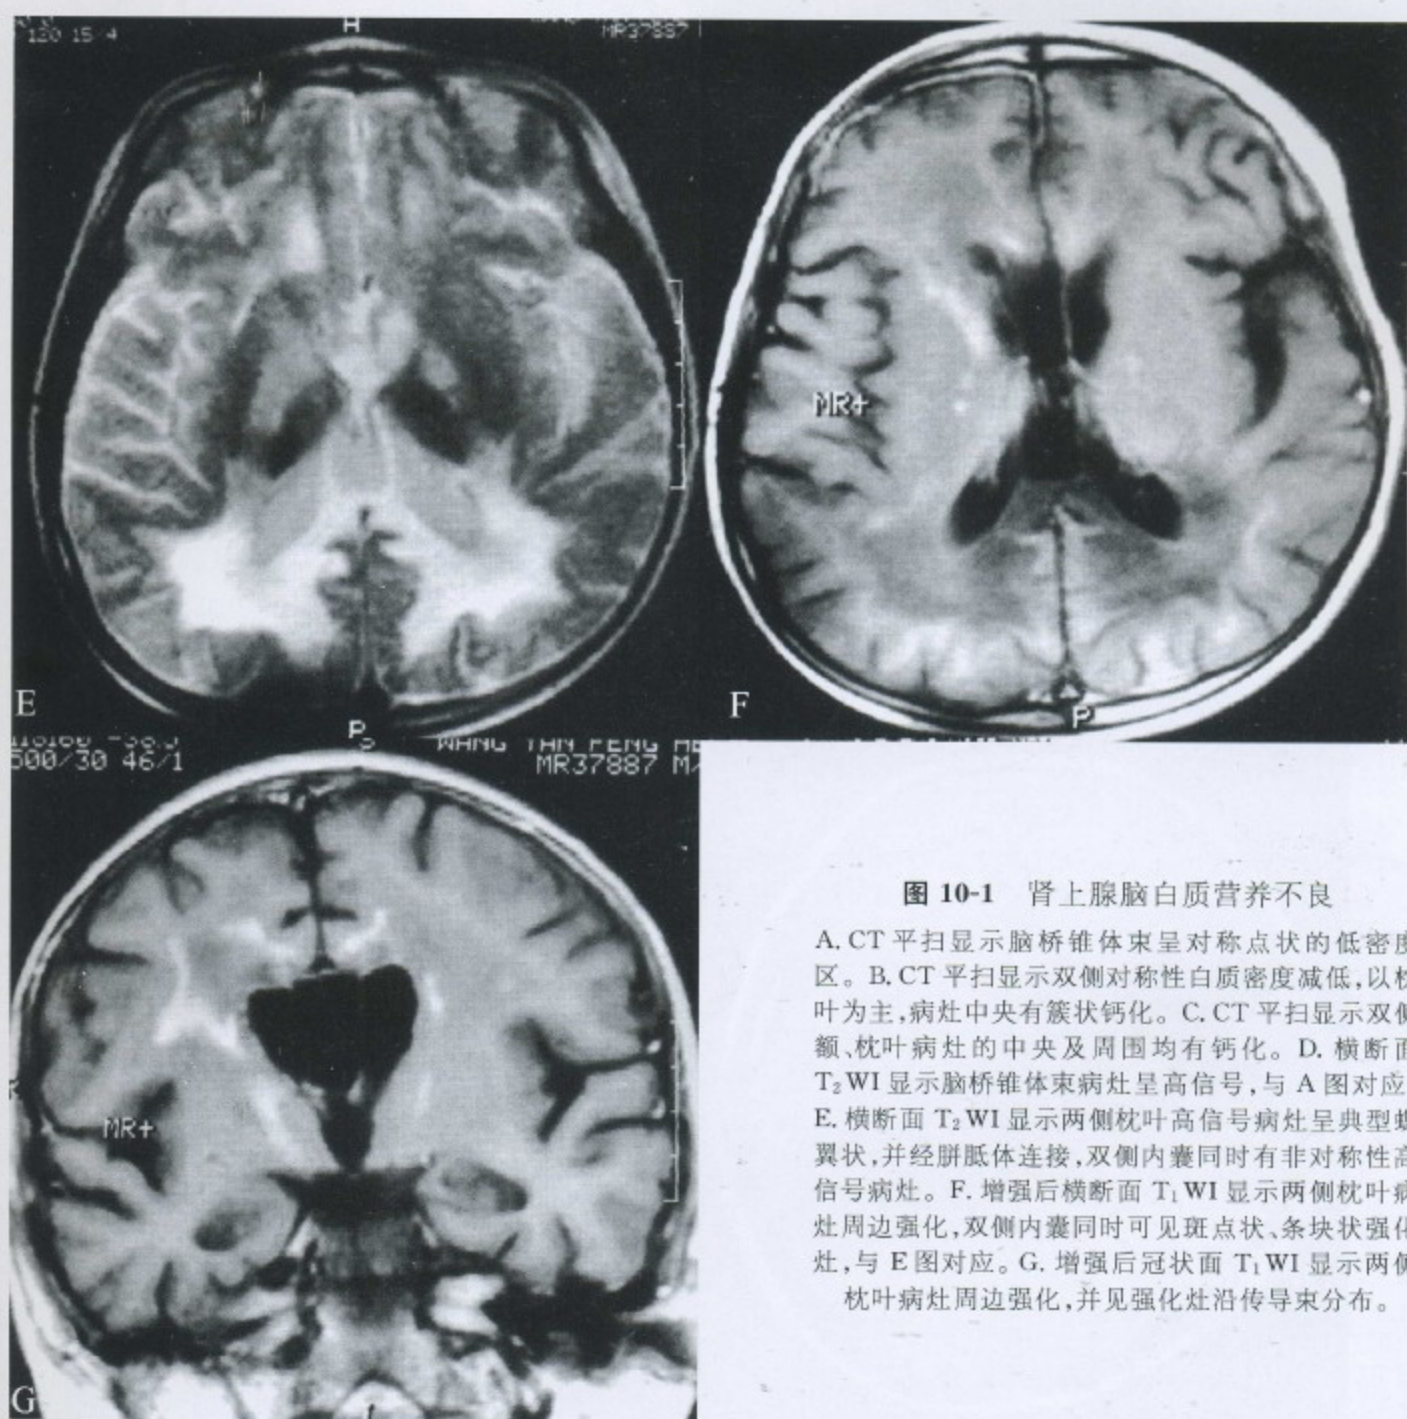 120 15/4
A
MR37887
MR+
E
P
F
P
S
500/30 46/1
WANG YAN FENG
MR37887 M/
MR+
G
图 10-1 肾上腺脑白质营养不良
A. CT 平扫显示脑桥锥体束呈对称点状的低密度
区。B. CT 平扫显示双侧对称性白质密度减低,以枕
叶为主,病灶中央有簇状钙化。C. CT 平扫显示双侧
额、枕叶病灶的中央及周围均有钙化。D. 横断面
T₂WI 显示脑桥锥体束病灶呈高信号,与 A 图对应
E. 横断面 T₂WI 显示两侧枕叶高信号病灶呈典型蝶
翼状,并经胼胝体连接,双侧内囊同时有非对称性高
信号病灶。F. 增强后横断面 T₁WI 显示两侧枕叶病
灶周边强化,双侧内囊同时可见斑点状、条块状强化
灶,与 E 图对应。G. 增强后冠状面 T₁WI 显示两侧
枕叶病灶周边强化,并见强化灶沿传导束分布。